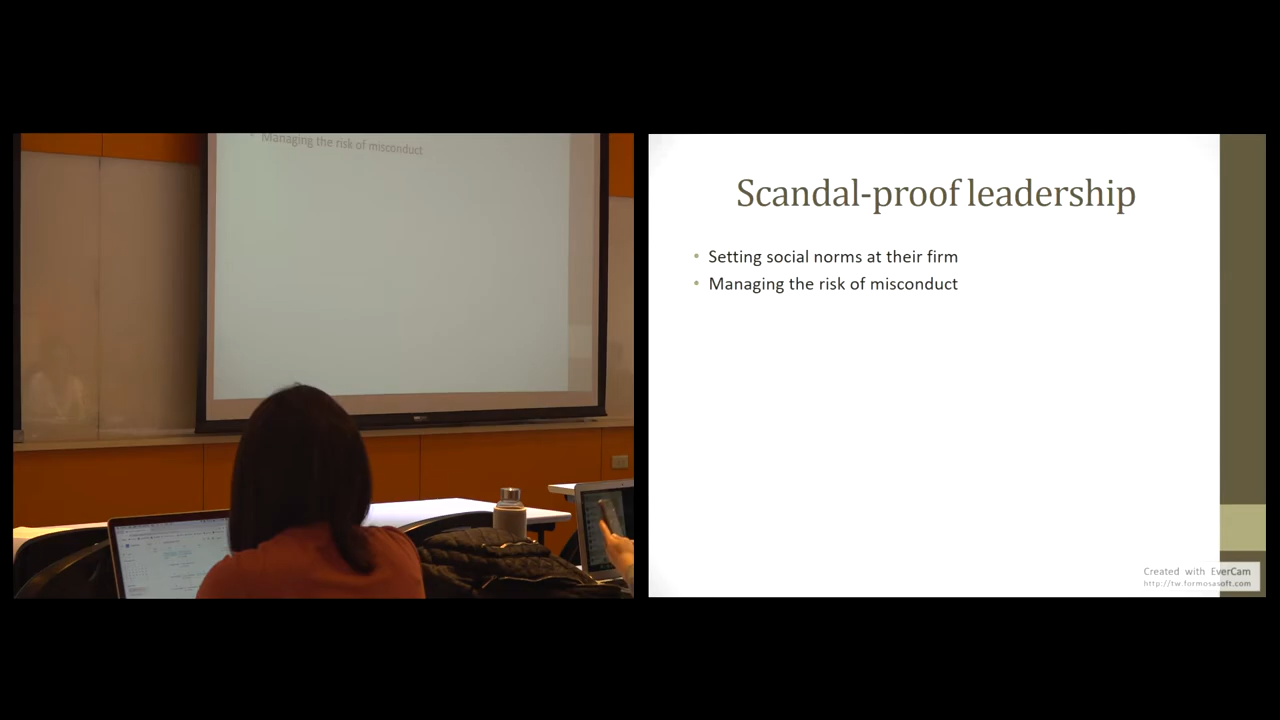 Managing the risk of misconduct
Scandal-proof leadership
• Setting social norms at their firm
• Managing the risk of misconduct
Created with EverCam
http://tw.formosasoft.com